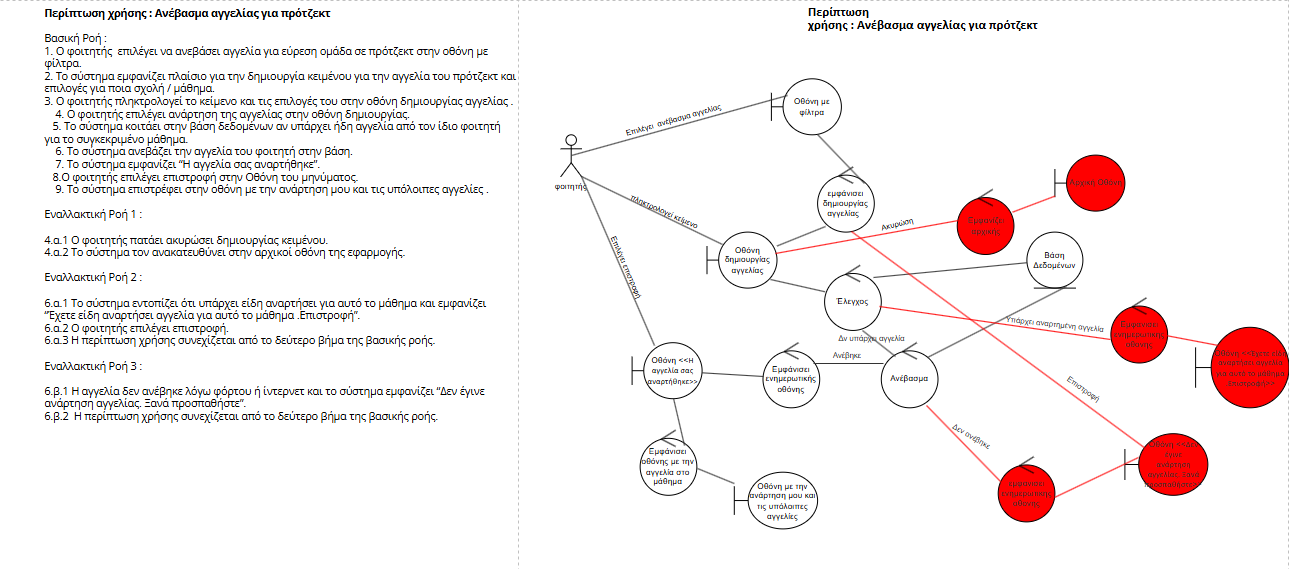 Περίπτωση χρήσης : Ανέβασμα αγγελίας για πρότζεκτ
Βασική Ροή :
1. Ο φοιτητής επιλέγει να ανεβάσει αγγελία για εύρεση ομάδα σε πρότζεκτ στην οθόνη με
φίλτρα.
2. Το σύστημα εμφανίζει πλαίσιο για την δημιουργία κειμένου για την αγγελία του πρότζεκτ και
επιλογές για ποια σχολή / μάθημα.
3. Ο φοιτητής πληκτρολογεί το κείμενο και τις επιλογές του στην οθόνη δημιουργίας αγγελίας .
4. Ο φοιτητής επιλέγει ανάρτηση της αγγελίας στην οθόνη δημιουργίας.
5. Το σύστημα κοιτάει στην βάση δεδομένων αν υπάρχει ήδη αγγελία από τον ίδιο φοιτητή
για το συγκεκριμένο μάθημα.
6. Το σύστημα ανεβάζει την αγγελία του φοιτητή στην βάση.
7. Το σύστημα εμφανίζει “Η αγγελία σας αναρτήθηκε”.
8.Ο φοιτητής επιλέγει επιστροφή στην Οθόνη του μηνύματος.
9. Το σύστημα επιστρέφει στην οθόνη με την ανάρτηση μου και τις υπόλοιπες αγγελίες .
Εναλλακτική Ροή 1 :
4.α.1 Ο φοιτητής πατάει ακυρώσει δημιουργίας κειμένου.
4.α.2 Το σύστημα τον ανακατευθύνει στην αρχικοί οθόνη της εφαρμογής.
Εναλλακτική Ροή 2 :
6.α.1 Το σύστημα εντοπίζει ότι υπάρχει είδη αναρτήσει για αυτό το μάθημα και εμφανίζει
“Έχετε είδη αναρτήσει αγγελία για αυτό το μάθημα .Επιστροφή”.
6.α.2 Ο φοιτητής επιλέγει επιστροφή.
6.α.3 Η περίπτωση χρήσης συνεχίζεται από το δεύτερο βήμα της βασικής ροής.
Εναλλακτική Ροή 3 :
6.β.1 Η αγγελία δεν ανέβηκε λόγω φόρτου ή ίντερνετ και το σύστημα εμφανίζει “Δεν έγινε
ανάρτηση αγγελίας. Ξανά προσπαθήστε”.
6.β.2 Η περίπτωση χρήσης συνεχίζεται από το δεύτερο βήμα της βασικής ροής.
Περίπτωση
χρήσης : Ανέβασμα αγγελίας για πρότζεκτ
Οθόνη με
φίλτρα
Επιλέγει ανέβασμα αγγελίας
φοιτητής
πληκτρολογεί κείμενο
Επιλέγει επιστροφή
εμφάνισει
δημιουργίας
αγγελίας
Αρχική Οθόνη
Εμφανίζει
αρχικής
Ακυρώση
Οθόνη
δημιουργίας
αγγελίας
Βάση
Δεδομένων
Έλεγχος
Υπάρχει αναρτημένη αγγελία
Εμφάνισει
ενημερωτικής
οθόνης
Οθόνη <<Έχετε είδη
αναρτήσει αγγελία
για αυτό το μάθημα
.επιστροφή>>
Δν υπάρχει αγγελία
Ανέβηκε
Οθόνη <<Η
αγγελία σας
αναρτήθηκε>>
Εμφάνισει
ενημερωτικής
οθόνης
Ανέβασμα
Επιστροφή
Δεν ανέβηκε
Εμφάνισει
οθόνης με την
αγγελία στο
μάθημα
Οθόνη με την
ανάρτηση μου και
τις υπόλοιπες
αγγελίες
εμφάνισει
ενημερωτικής
οθόνης
Οθόνη <<Δεν
έγινε
ανάρτηση
αγγελίας. Ξανά
προσπαθήστε>>